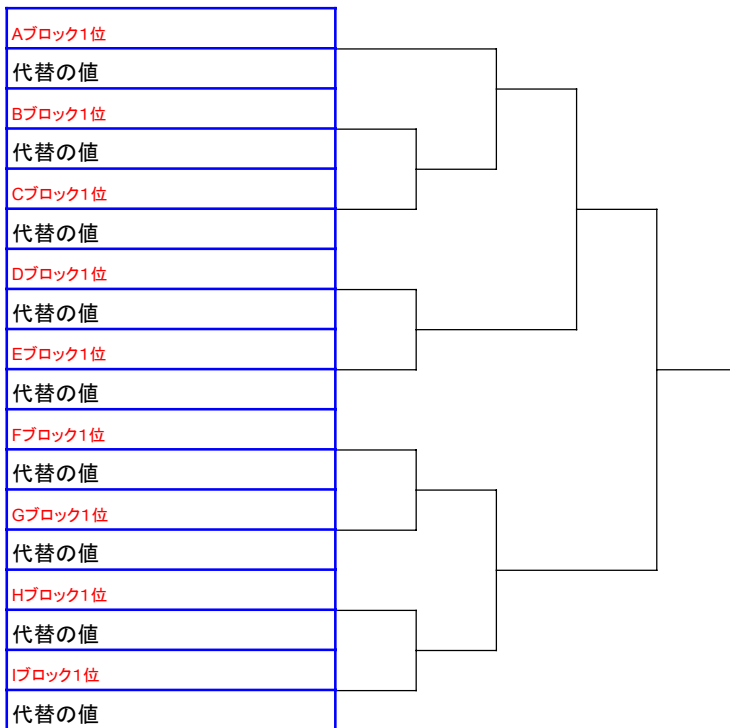 Aブロック1位
代替の値
Bブロック1位
代替の値
Cブロック1位
代替の値
Dブロック1位
代替の値
Eブロック1位
代替の値
Fブロック1位
代替の値
Gブロック1位
代替の値
Hブロック1位
代替の値
Iブロック1位
代替の値